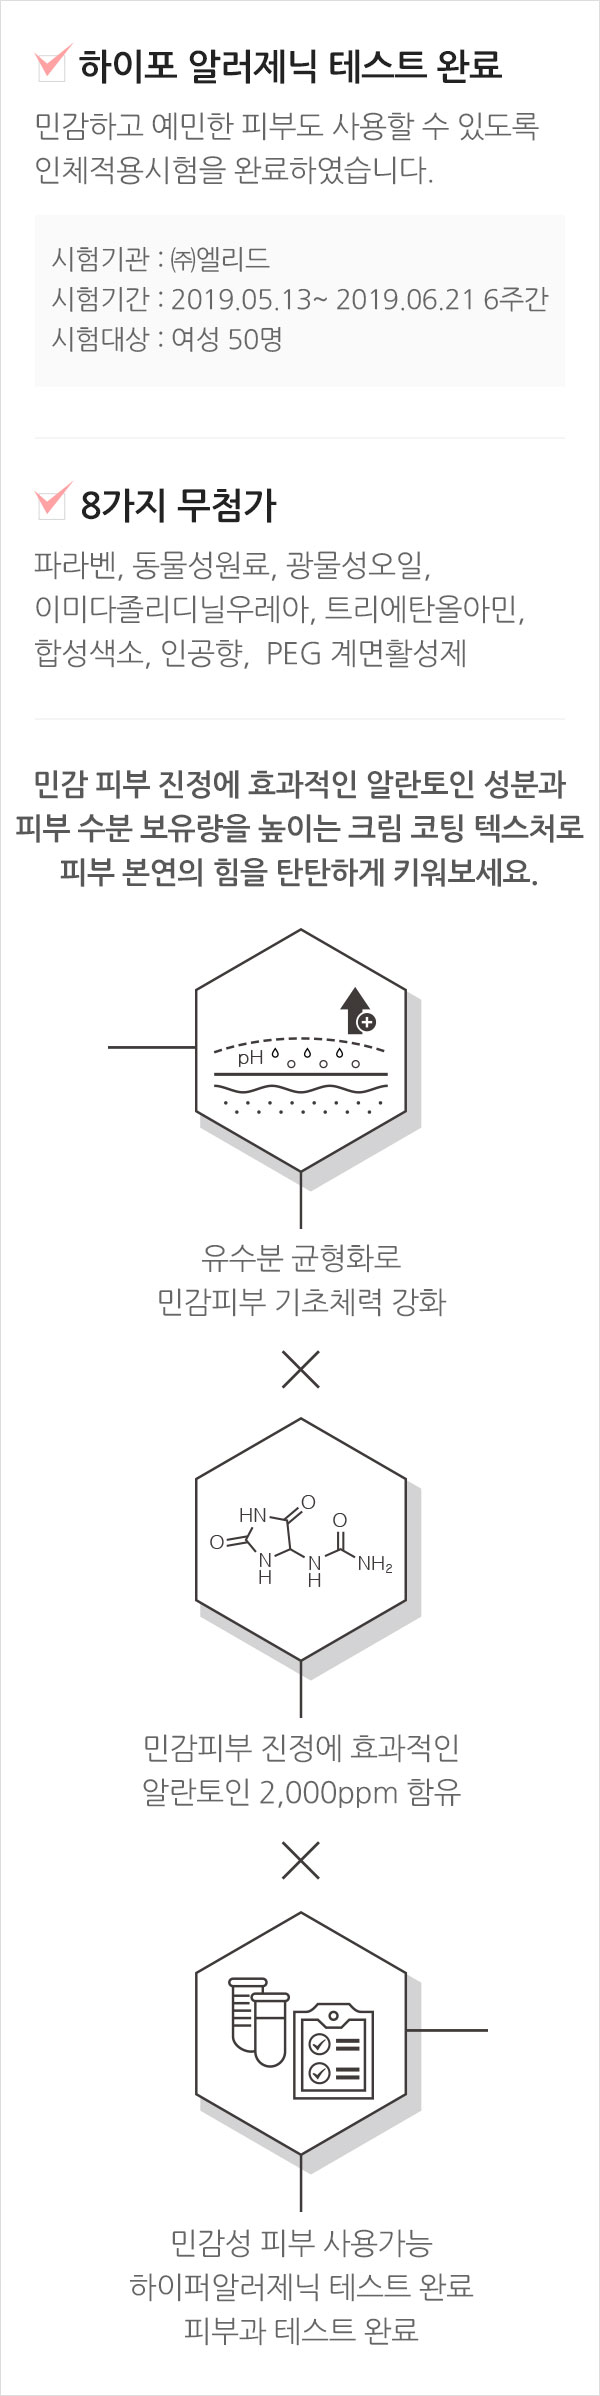 하이포 알러제닉 테스트 완료
민감하고 예민한 피부도 사용할 수 있도록
인체적용시험을 완료하였습니다.
시험기관 : ㈜엘리드
시험기간 : 2019.05.13~ 2019.06.21 6주간
시험대상 : 여성 50명
8가지 무첨가
파라벤, 동물성원료, 광물성오일,
이미다졸리디닐우레아, 트리에탄올아민,
합성색소, 인공향, PEG 계면활성제
민감 피부 진정에 효과적인 알란토인 성분과
피부 수분 보유량을 높이는 크림 코팅 텍스처로
피부 본연의 힘을 탄탄하게 키워보세요.
pH
유수분 균형화로
민감피부 기초체력 강화
HN
O
O
O
N
H
N
H
NH₂
민감피부 진정에 효과적인
알란토인 2,000ppm 함유
민감성 피부 사용가능
하이퍼알러제닉 테스트 완료
피부과 테스트 완료